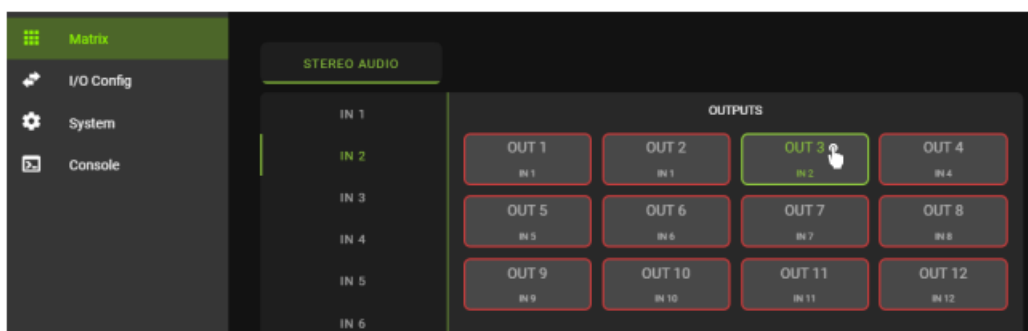 Matrix
I/O Config
System
Console
STEREO AUDIO
IN 1
IN 2
IN 3
IN 4
IN 5
IN 6
OUTPUTS
OUT 1
IN 1
OUT 2
IN 1
OUT 3
IN 2
OUT 4
IN 4
OUT 5
IN 5
OUT 6
IN 6
OUT 7
IN 7
OUT 8
IN 8
OUT 9
IN 9
OUT 10
IN 10
OUT 11
IN 11
OUT 12
IN 12